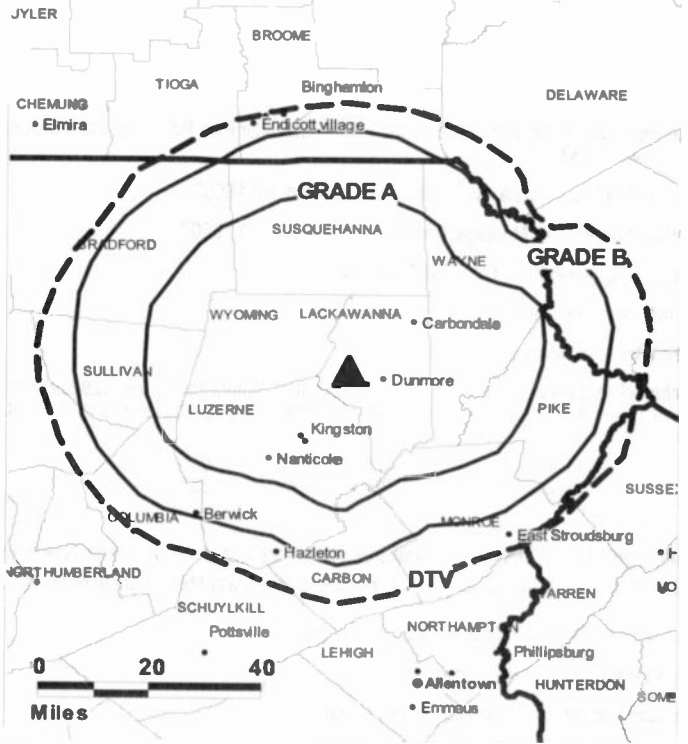 BROOME
TIOGA
Binghamton
DELAWARE
CHEMUNG
Elmira
Endicott village
GRADE A
SUSQUEHANNA
BRADFORD
WAYNE
GRADE B
WYOMING
LACKAWANNA
Carbondale
SULLIVAN
Dunmore
LUZERNE
PIKE
Kingston
Nanticoke
SUSSEX
COLUMBIA
Berwick
MONROE
East Stroudsburg
Hazleton
NORTHUMBERLAND
CARBON
DTV
WARREN
SCHUYLKILL
NORTHAMPTON
Pottsville
LEHIGH
Phillipsburg
0 20 40
Allentown
HUNTERDON
SOME
Miles
Emmaus